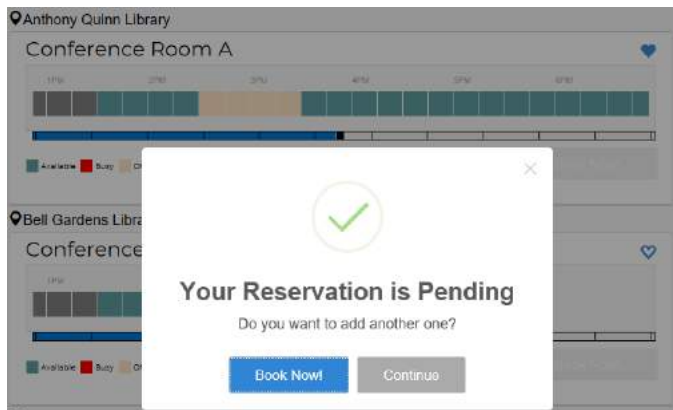 Anthony Quinn Library
Conference Room A
1PM 2PM 3PM 4PM 5PM 6PM
Available Busy
Bell Gardens Libra
Conference
1PM
Your Reservation is Pending
Do you want to add another one?
Available Busy
Book Now! Continue